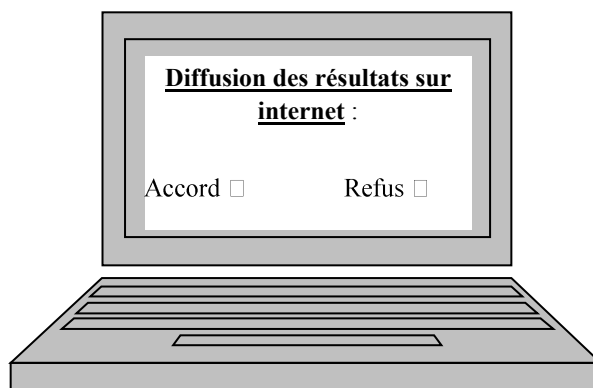 Diffusion des résultats sur
internet :
Accord □ Refus □